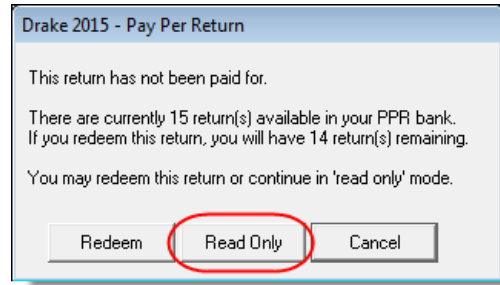 Drake 2015 - Pay Per Return
This return has not been paid for.
There are currently 15 return(s) available in your PPR bank.
If you redeem this return, you will have 14 return(s) remaining.
You may redeem this return or continue in 'read only' mode.
Redeem Read Only Cancel